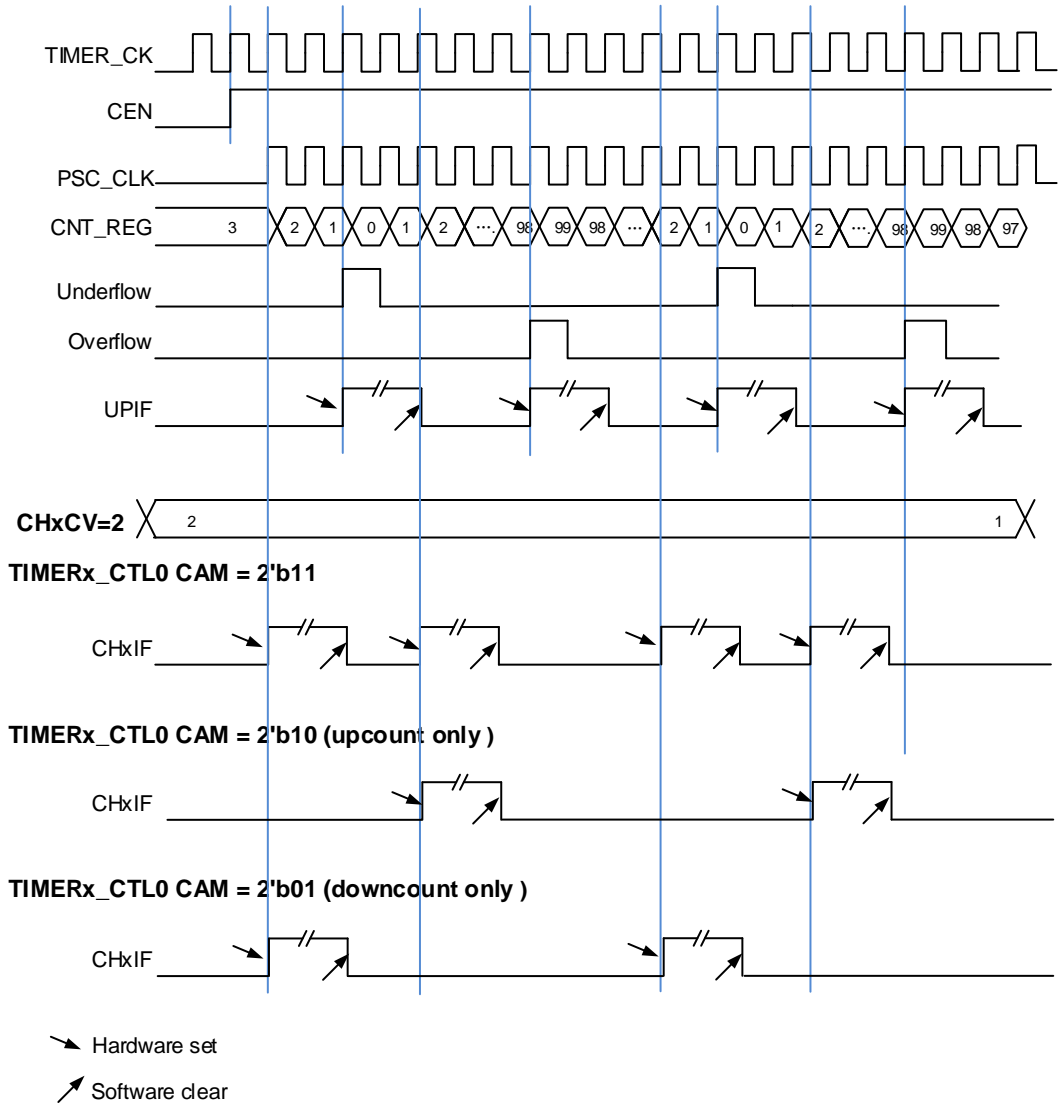 TIMER_CK
CEN
PSC_CLK
CNT_REG 3 2 1 0 1 2 ... 98 99 98 ... 2 1 0 1 2 ... 98 99 98 97
Underflow
Overflow
UPIF
CHxCV=2 2 1
TIMERx_CTL0 CAM = 2'b11
CHxIF
TIMERx_CTL0 CAM = 2'b10 (upcount only )
CHxIF
TIMERx_CTL0 CAM = 2'b01 (downcount only )
CHxIF
Hardware set
Software clear